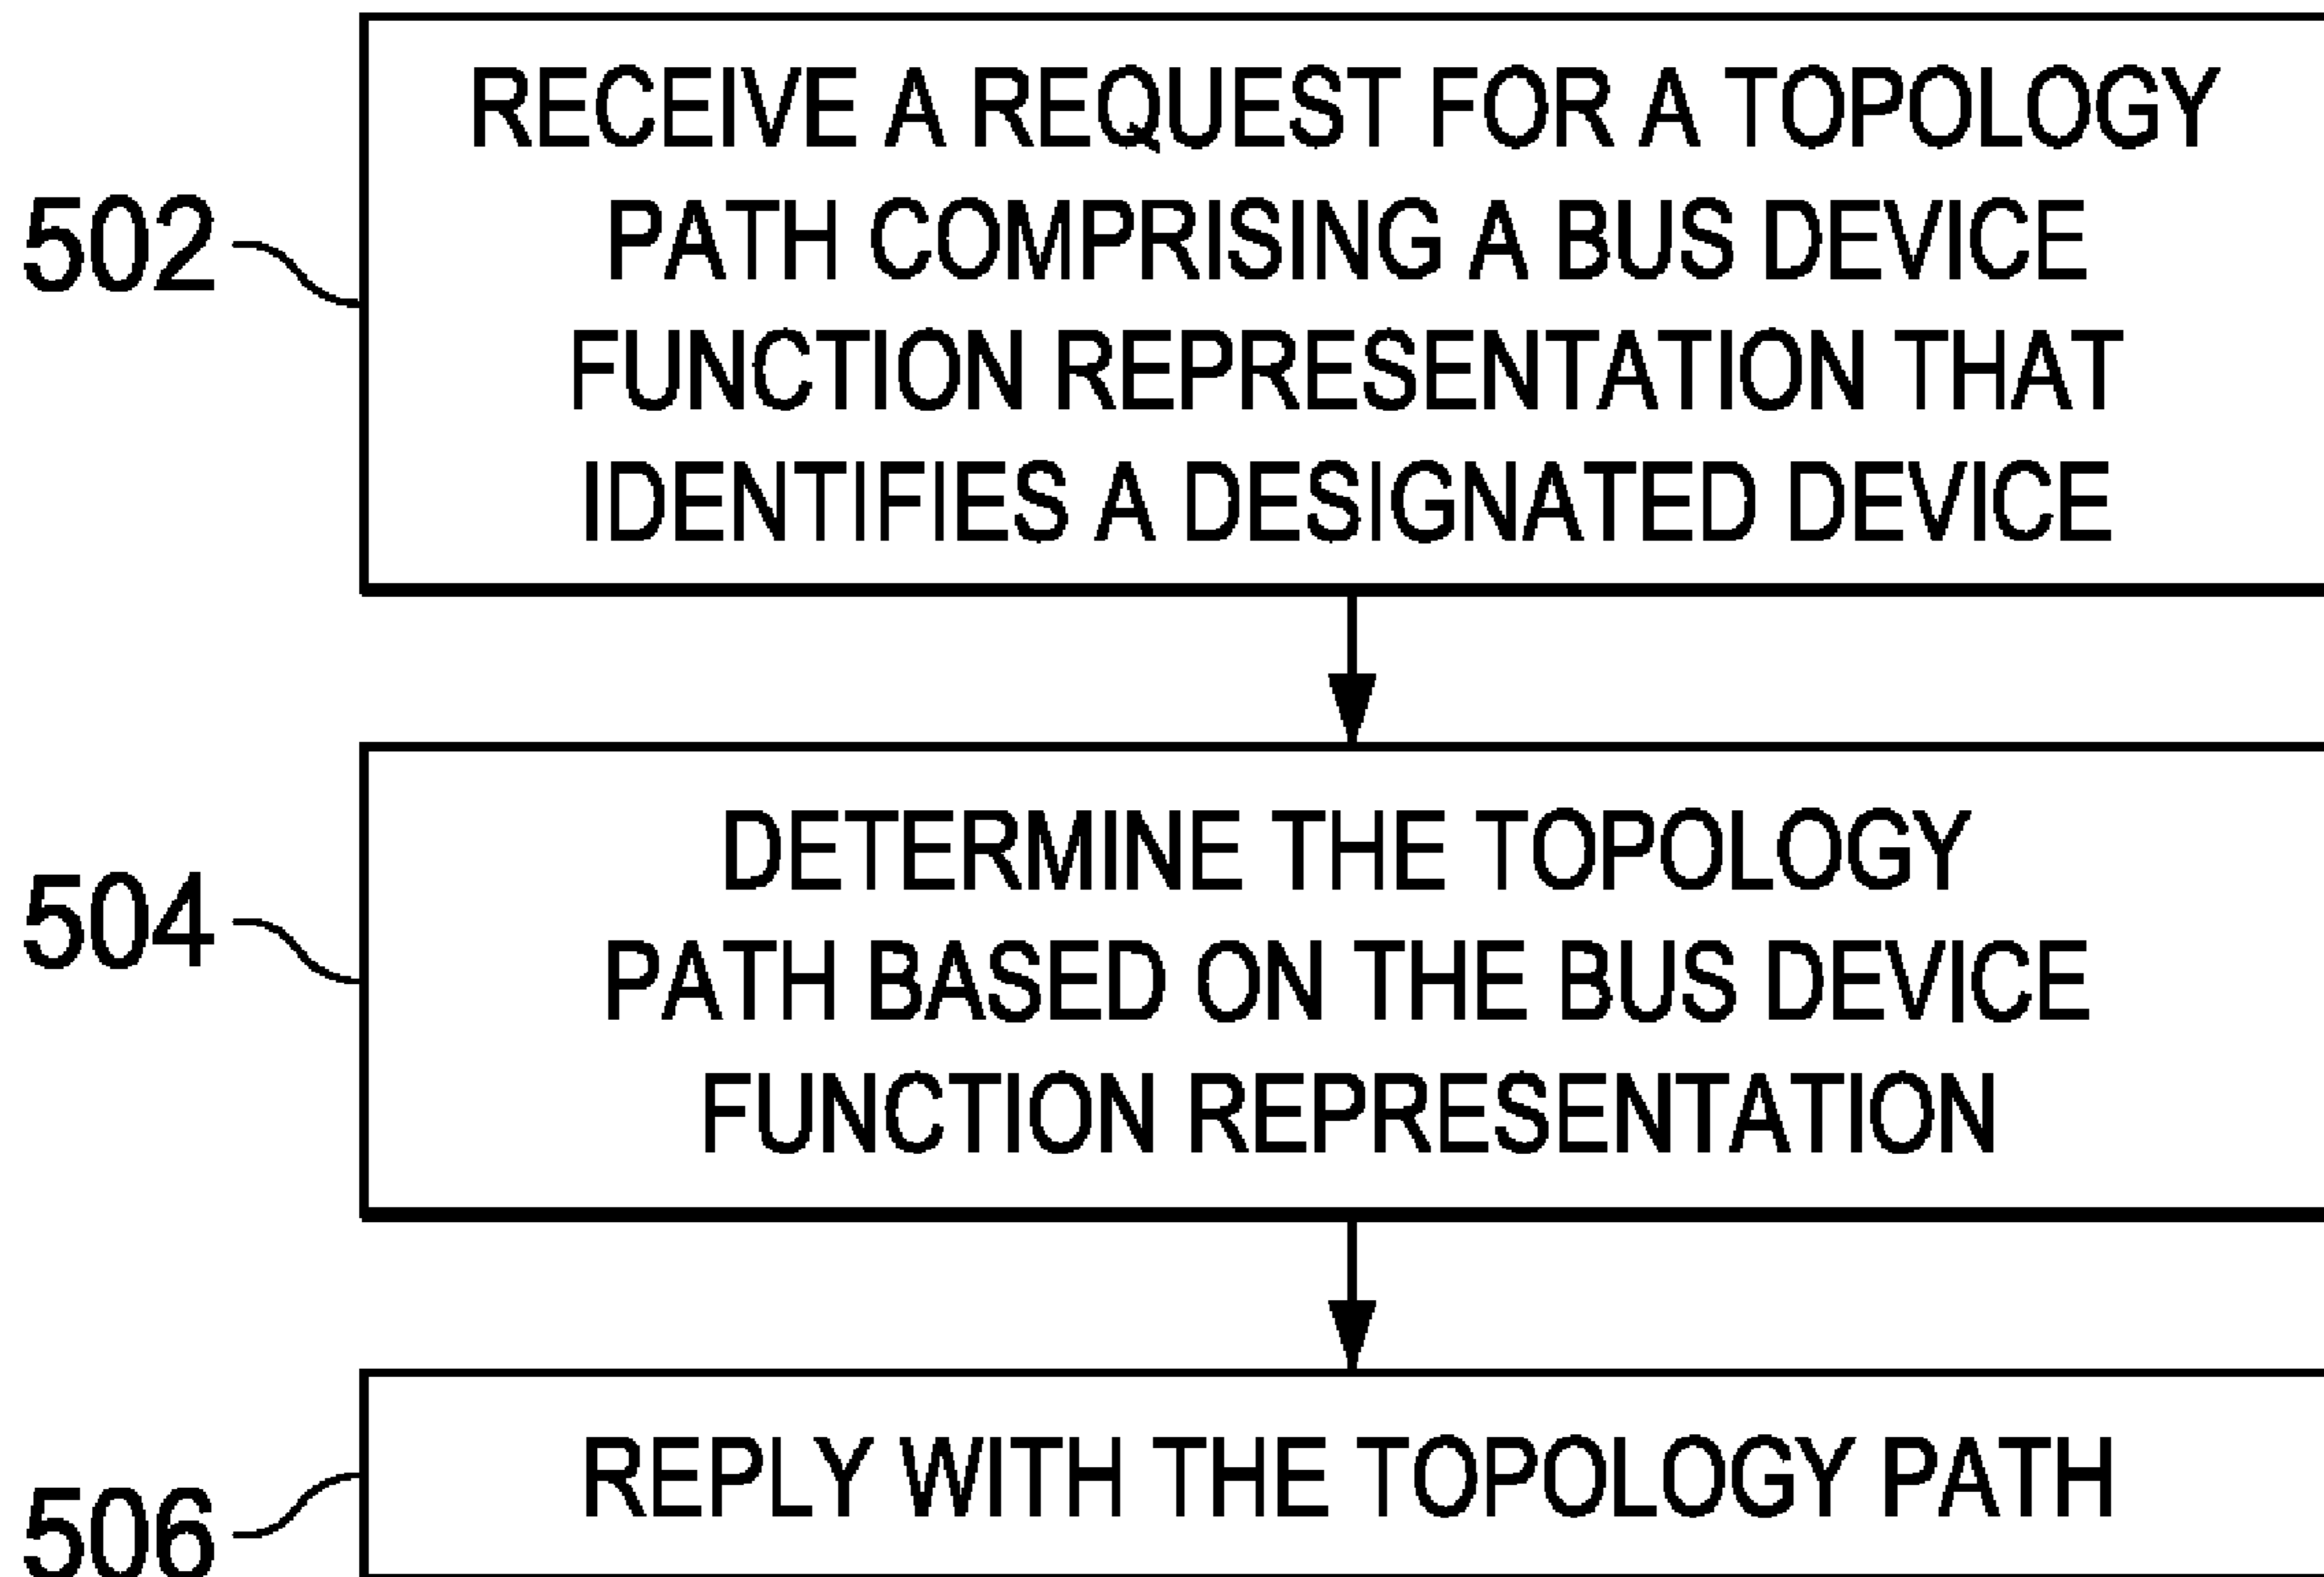 RECEIVE A REQUEST FOR A TOPOLOGY
PATH COMPRISING A BUS DEVICE
502
FUNCTION REPRESENTATION THAT
IDENTIFIES A DESIGNATED DEVICE
DETERMINE THE TOPOLOGY
504
PATH BASED ON THE BUS DEVICE
FUNCTION REPRESENTATION
REPLY WITH THE TOPOLOGY PATH
506